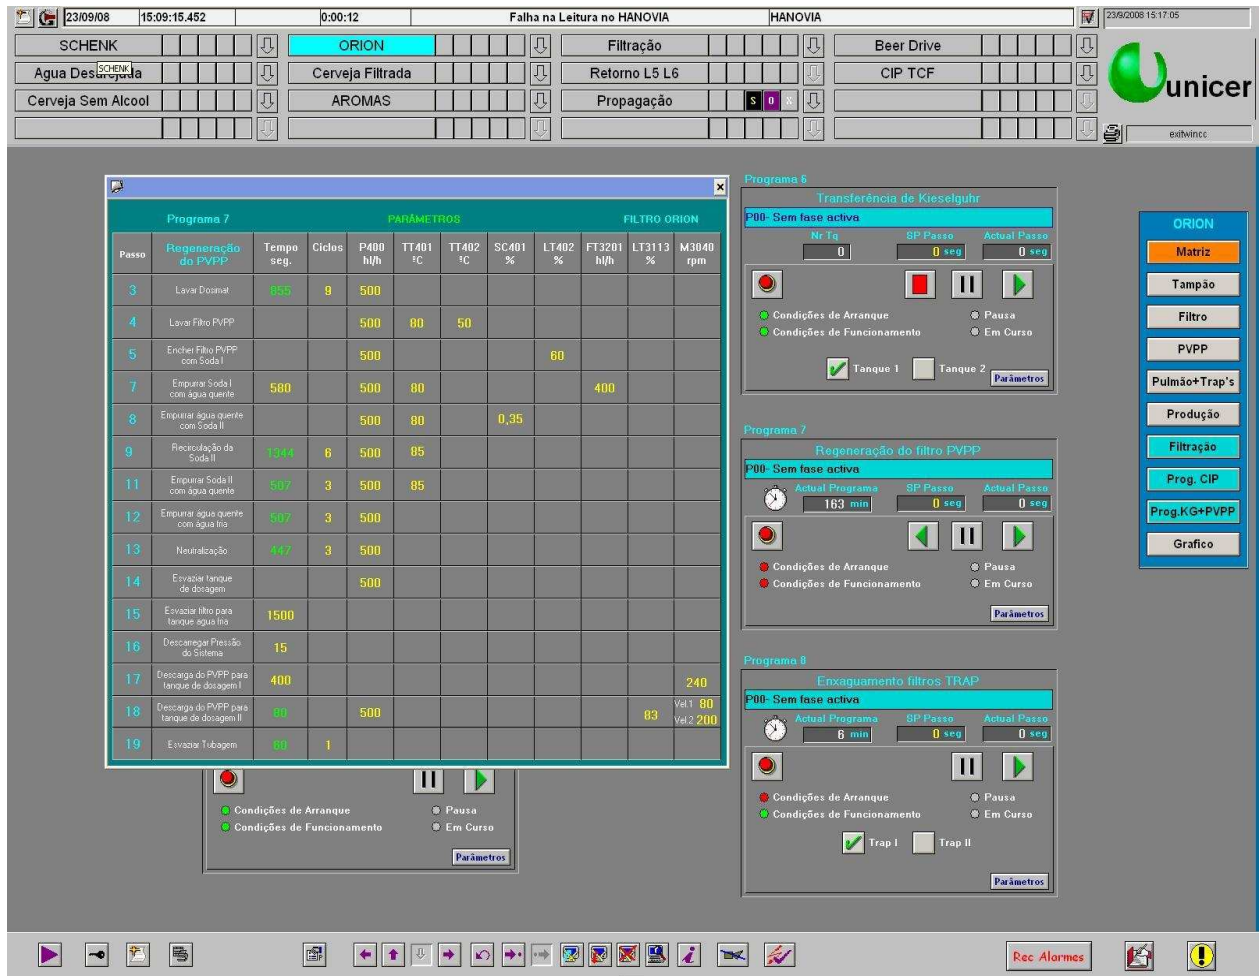 23/09/08 15:09:15.452 0:00:12 Falha na Leitura no HANOVIA HANOVIA 23/9/2008 15:17:05
SCHENK ORION Filtração Beer Drive
SCHENK
Cerveja Filtrada Retorno L5 L6 CIP TCF
Cerveja Sem Alcool AROMAS Propagação S O X
unicer
exitwincc
Programa 7 PARÂMETROS FILTRO ORION
Passo Regeneração do PVPP Tempo seg. Ciclos P400 hl/h TT401 ºC TT402 ºC SC401 % LT402 % FT3201 hl/h LT3113 % M3040 rpm
3 Lavar Dosimat 855 9 500
4 Lavar Filtro PVPP 500 80 50
5 Encher Filtro PVPP com Soda I 500 60
7 Empurrar Soda I com água quente 580 500 80 400
8 Empurrar água quente com Soda II 500 80 0,35
9 Recirculação da Soda II 1344 6 500 85
11 Empurrar Soda II com água quente 507 3 500 85
12 Empurrar água quente com água fria 507 3 500
13 Neutralização 447 3 500
14 Esvaziar tanque de dosagem 500
15 Esvaziar filtro para tanque agua fria 1500
16 Descarregar Pressão do Sistema 15
17 Descarga do PVPP para tanque de dosagem I 400 240
18 Descarga do PVPP para tanque de dosagem II 80 500 83 Vel.1 80 Vel.2 200
19 Esvaziar Tubagem 60 1
Condições de Arranque Pausa
Condições de Funcionamento Em Curso
Parâmetros
Programa 6
Transferência de Kieselguhr
P00- Sem fase activa
Nr Tq SP Passo Actual Passo
0 0 seg 0 seg
Condições de Arranque Pausa
Condições de Funcionamento Em Curso
Tanque 1 Tanque 2 Parâmetros
Programa 7
Regeneração do filtro PVPP
P00- Sem fase activa
Actual Programa SP Passo Actual Passo
163 min 0 seg 0 seg
Condições de Arranque Pausa
Condições de Funcionamento Em Curso
Parâmetros
Programa 8
Enxaguamento filtros TRAP
P00- Sem fase activa
Actual Programa SP Passo Actual Passo
6 min 0 seg 0 seg
Condições de Arranque Pausa
Condições de Funcionamento Em Curso
Trap I Trap II
Parâmetros
ORION
Matriz
Tampão
Filtro
PVPP
Pulmão+Trap's
Produção
Filtração
Prog. CIP
Prog.KG+PVPP
Grafico
Rec Alarmes